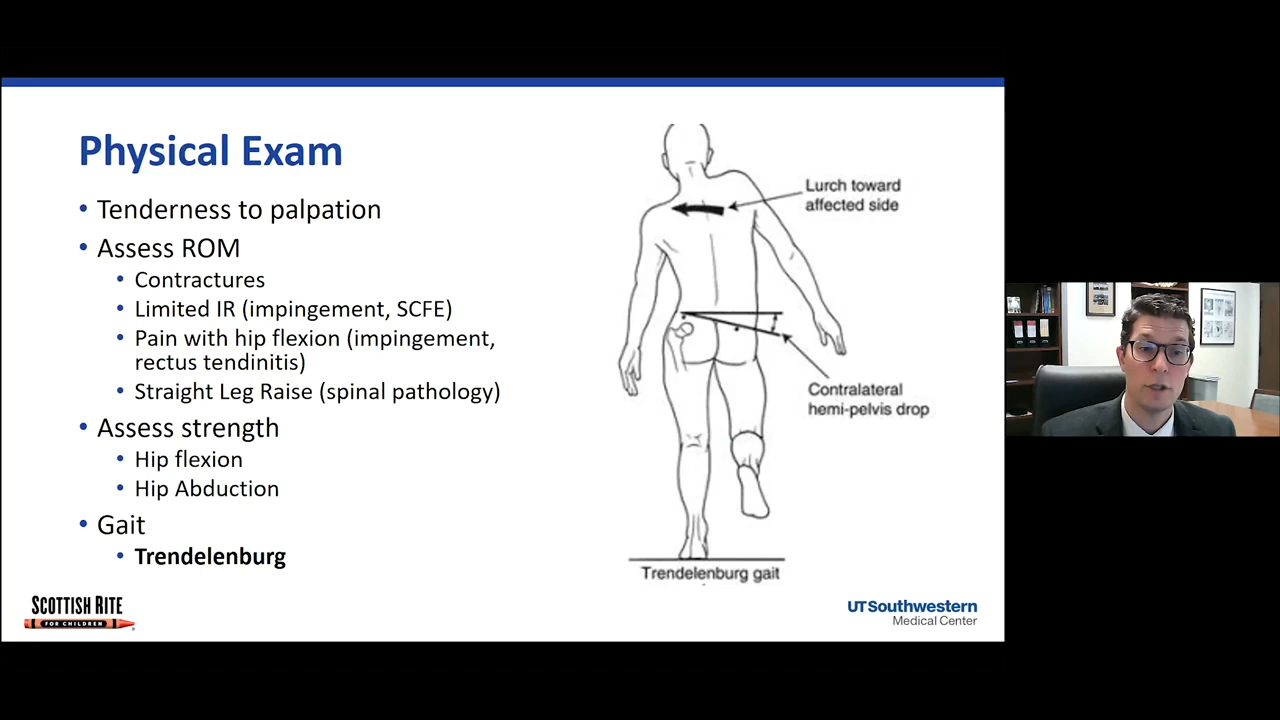 Physical Exam
• Tenderness to palpation
• Assess ROM
• Contractures
• Limited IR (impingement, SCFE)
• Pain with hip flexion (impingement,
rectus tendinitis)
• Straight Leg Raise (spinal pathology)
• Assess strength
• Hip flexion
• Hip Abduction
• Gait
• Trendelenburg
Lurch toward
affected side
Contralateral
hemi-pelvis drop
Trendelenburg gait
SCOTTISH RITE
FOR CHILDREN
UTSouthwestern
Medical Center